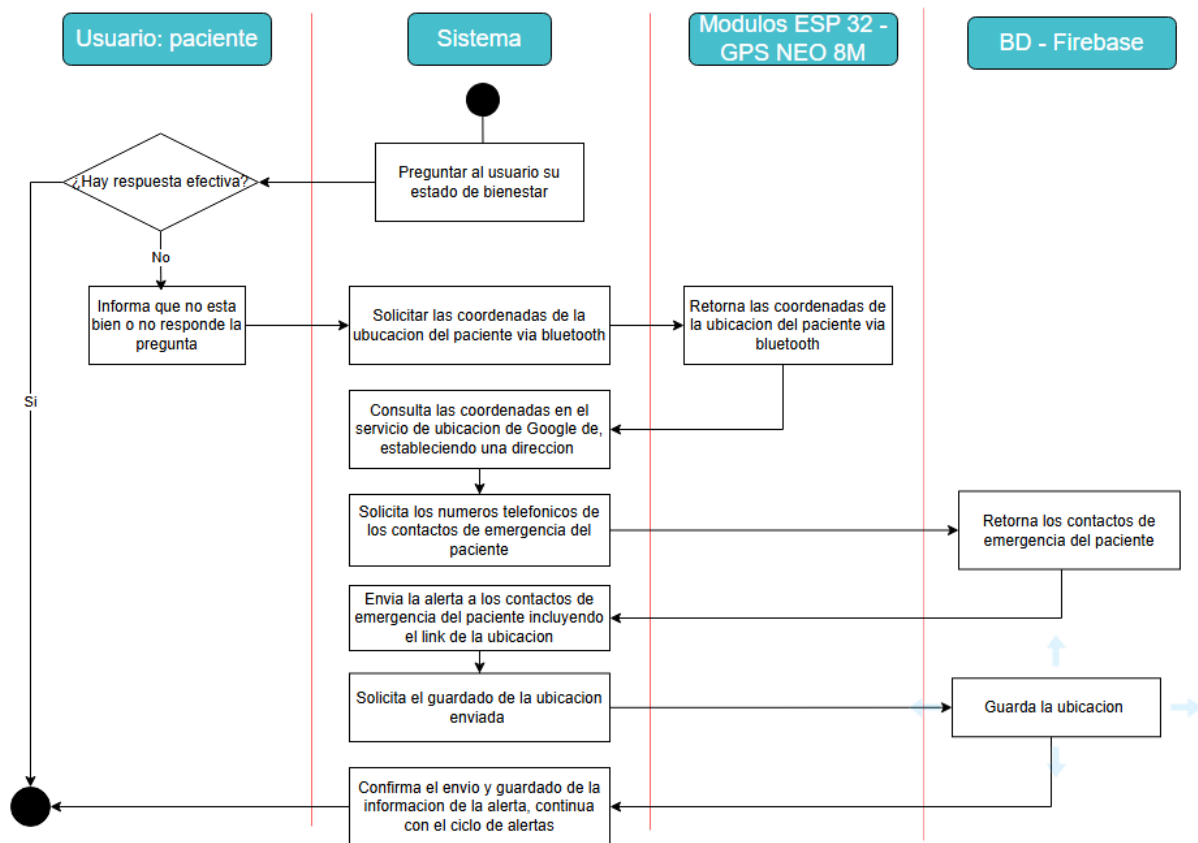 Usuario: paciente
Sistema
Modulos ESP 32 -
GPS NEO 8M
BD - Firebase
Preguntar al usuario su
estado de bienestar
¿Hay respuesta efectiva?
No
Si
Informa que no esta
bien o no responde la
pregunta
Solicitar las coordenadas de la
ubucacion del paciente via bluetooth
Retorna las coordenadas de
la ubicacion del paciente via
bluetooth
Consulta las coordenadas en el
servicio de ubicacion de Google de,
estableciendo una direccion
Solicita los numeros telefonicos de
los contactos de emergencia del
paciente
Retorna los contactos de
emergencia del paciente
Envia la alerta a los contactos de
emergencia del paciente incluyendo
el link de la ubicacion
Solicita el guardado de la ubicacion
enviada
Guarda la ubicacion
Confirma el envio y guardado de la
informacion de la alerta, continua
con el ciclo de alertas